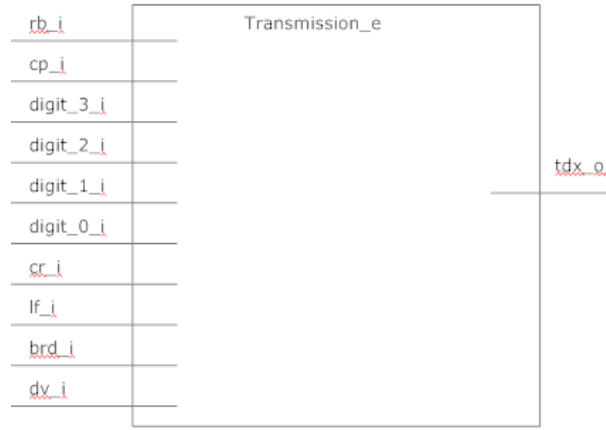 rb_i
Transmission_e
cp_i
digit_3_i
digit_2_i
tdx_o
digit_1_i
digit_0_i
cr_i
lf_i
brd_i
dv_i